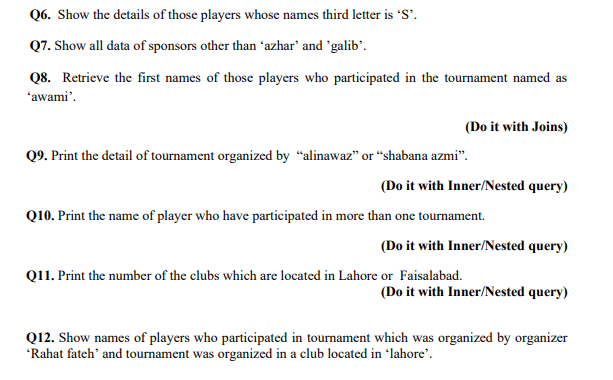 Q6. Show the details of those players whose names third letter is ‘S’.
Q7. Show all data of sponsors other than ‘azhar’ and ’galib’.
Q8. Retrieve the first names of those players who participated in the tournament named as
‘awami’.
(Do it with Joins)
Q9. Print the detail of tournament organized by “alinawaz” or “shabana azmi”.
(Do it with Inner/Nested query)
Q10. Print the name of player who have participated in more than one tournament.
(Do it with Inner/Nested query)
Q11. Print the number of the clubs which are located in Lahore or Faisalabad.
(Do it with Inner/Nested query)
Q12. Show names of players who participated in tournament which was organized by organizer
‘Rahat fateh’ and tournament was organized in a club located in ‘lahore’.